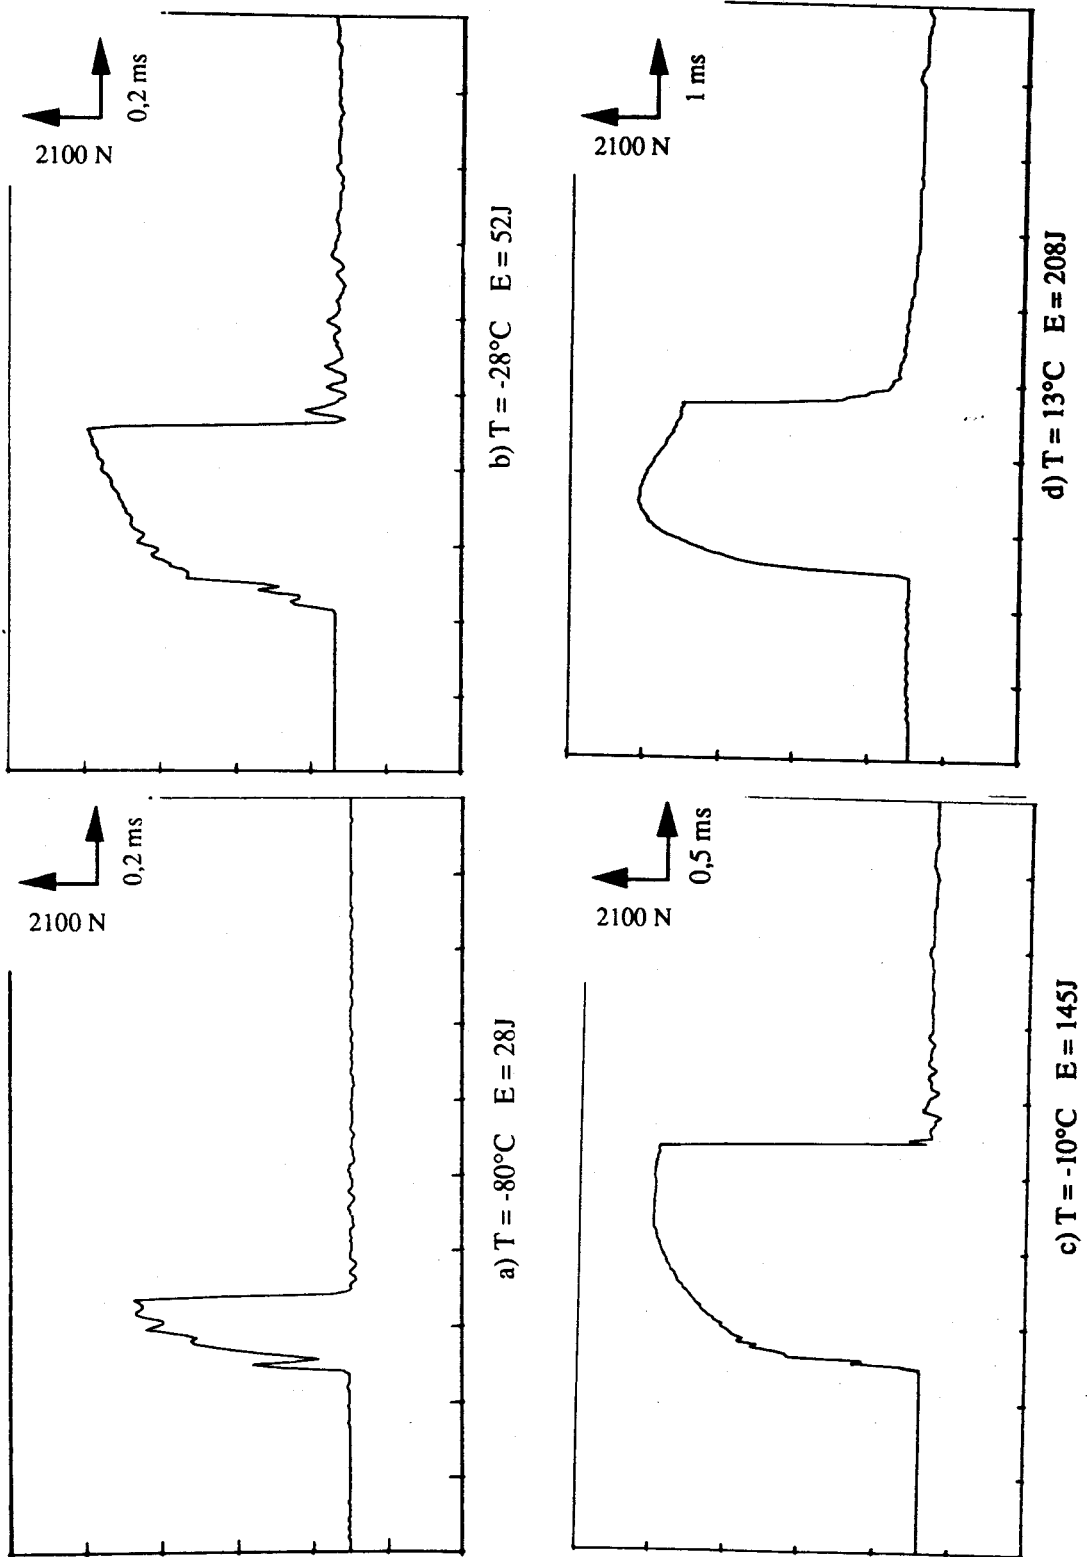 2100 N
0,2 ms
a) T = -80°C E = 28J
2100 N
0,2 ms
b) T = -28°C E = 52J
2100 N
0,5 ms
c) T = -10°C E = 145J
2100 N
1 ms
d) T = 13°C E = 208J